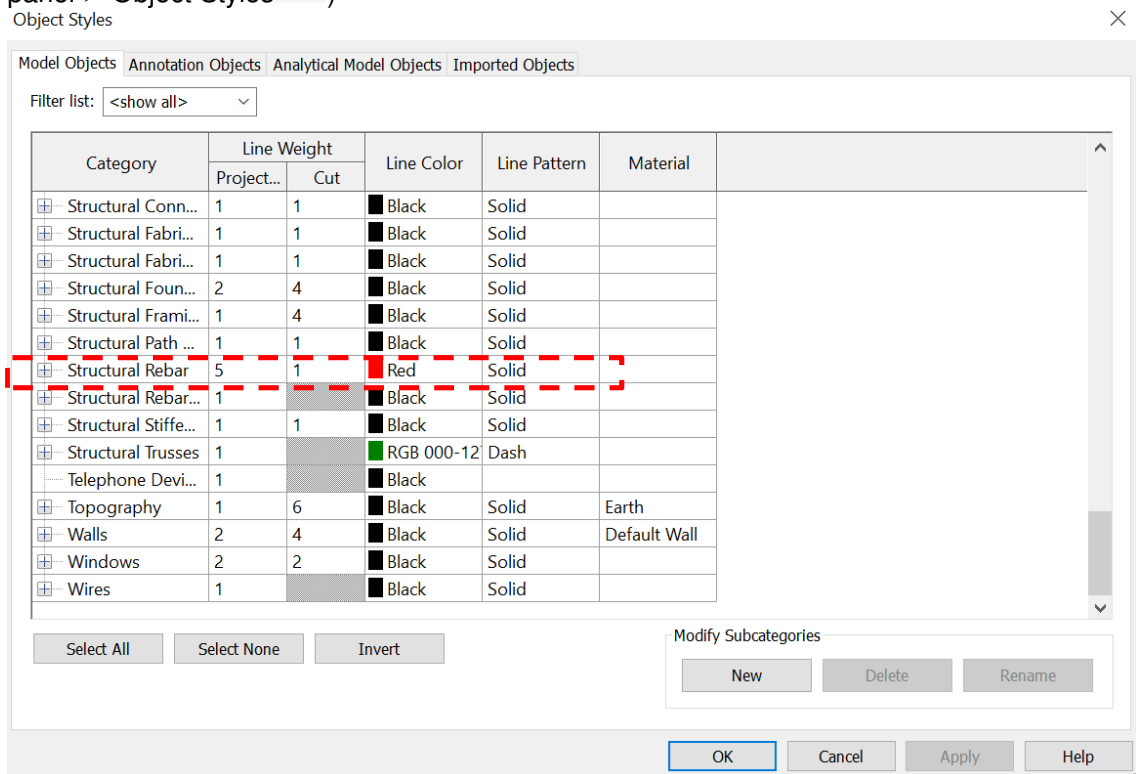 panel > Object Styles )
Object Styles
Model Objects Annotation Objects Analytical Model Objects Imported Objects
Filter list: <show all>
Category Line Weight Line Color Line Pattern Material
Project... Cut
Structural Conn... 1 1 Black Solid
Structural Fabri... 1 1 Black Solid
Structural Fabri... 1 1 Black Solid
Structural Foun... 2 4 Black Solid
Structural Frami... 1 4 Black Solid
Structural Path ... 1 1 Black Solid
Structural Rebar 5 1 Red Solid
Structural Rebar... 1 Black Solid
Structural Stiffe... 1 1 Black Solid
Structural Trusses 1 RGB 000-12 Dash
Telephone Devi... 1 Black
Topography 1 6 Black Solid Earth
Walls 2 4 Black Solid Default Wall
Windows 2 2 Black Solid
Wires 1 Black Solid
Select All Select None Invert
Modify Subcategories
New Delete Rename
OK Cancel Apply Help